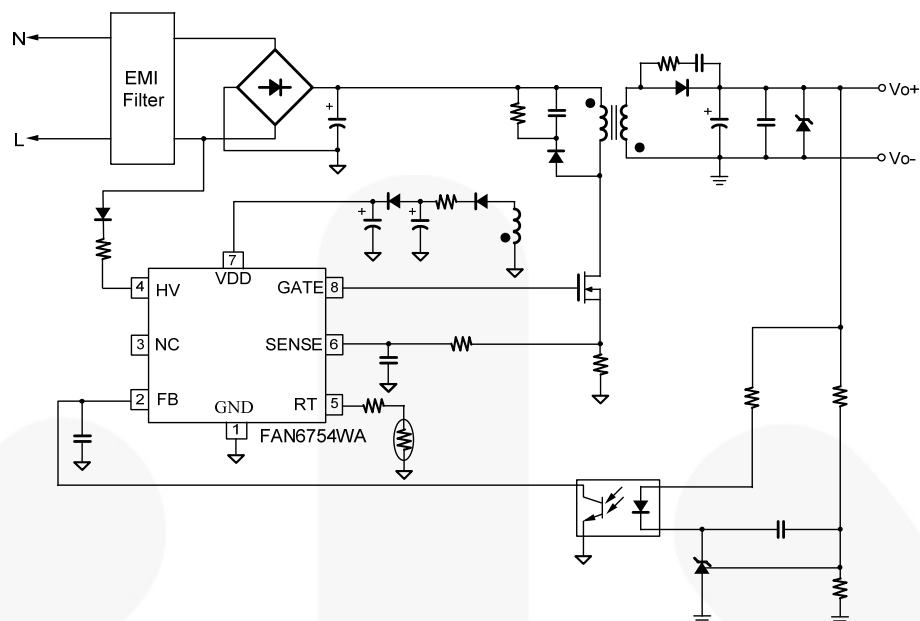 N
EMI
Filter
L
+
+
Vo+
Vo-
+
+
7
VDD
4
HV
GATE
8
3
NC
SENSE
6
2
FB
GND
1
RT
5
FAN6754WA